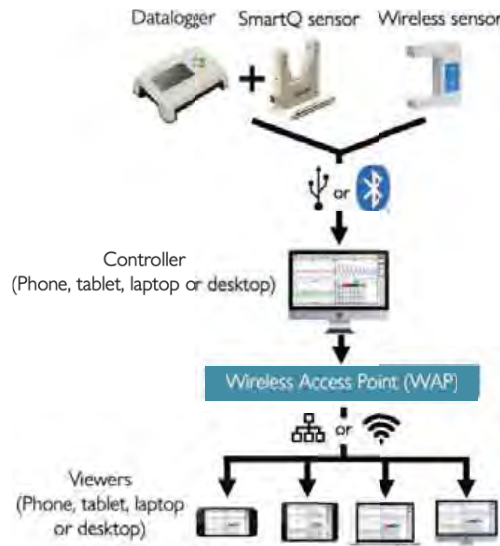 Datalogger SmartQ sensor Wireless sensor
or
Controller
(Phone, tablet, laptop or desktop)
Wireless Access Point (WAP)
or
Viewers
(Phone, tablet, laptop
or desktop)